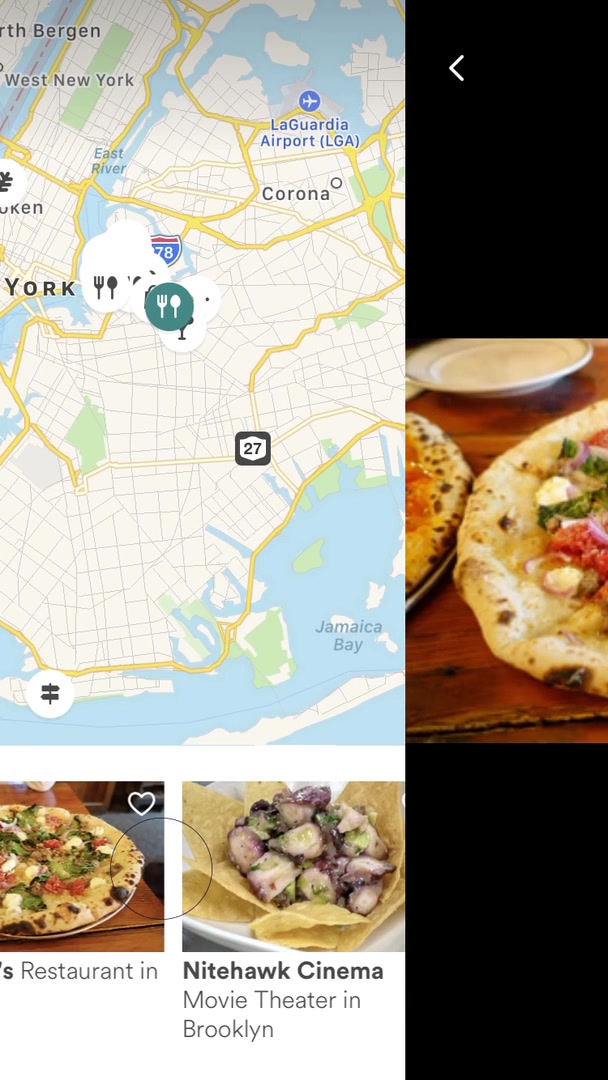 rth Bergen
West New York
LaGuardia
Airport (LGA)
East
River
Corona
oken
78
YORK
27
Jamaica
Bay
's Restaurant in
Nitehawk Cinema
Movie Theater in
Brooklyn